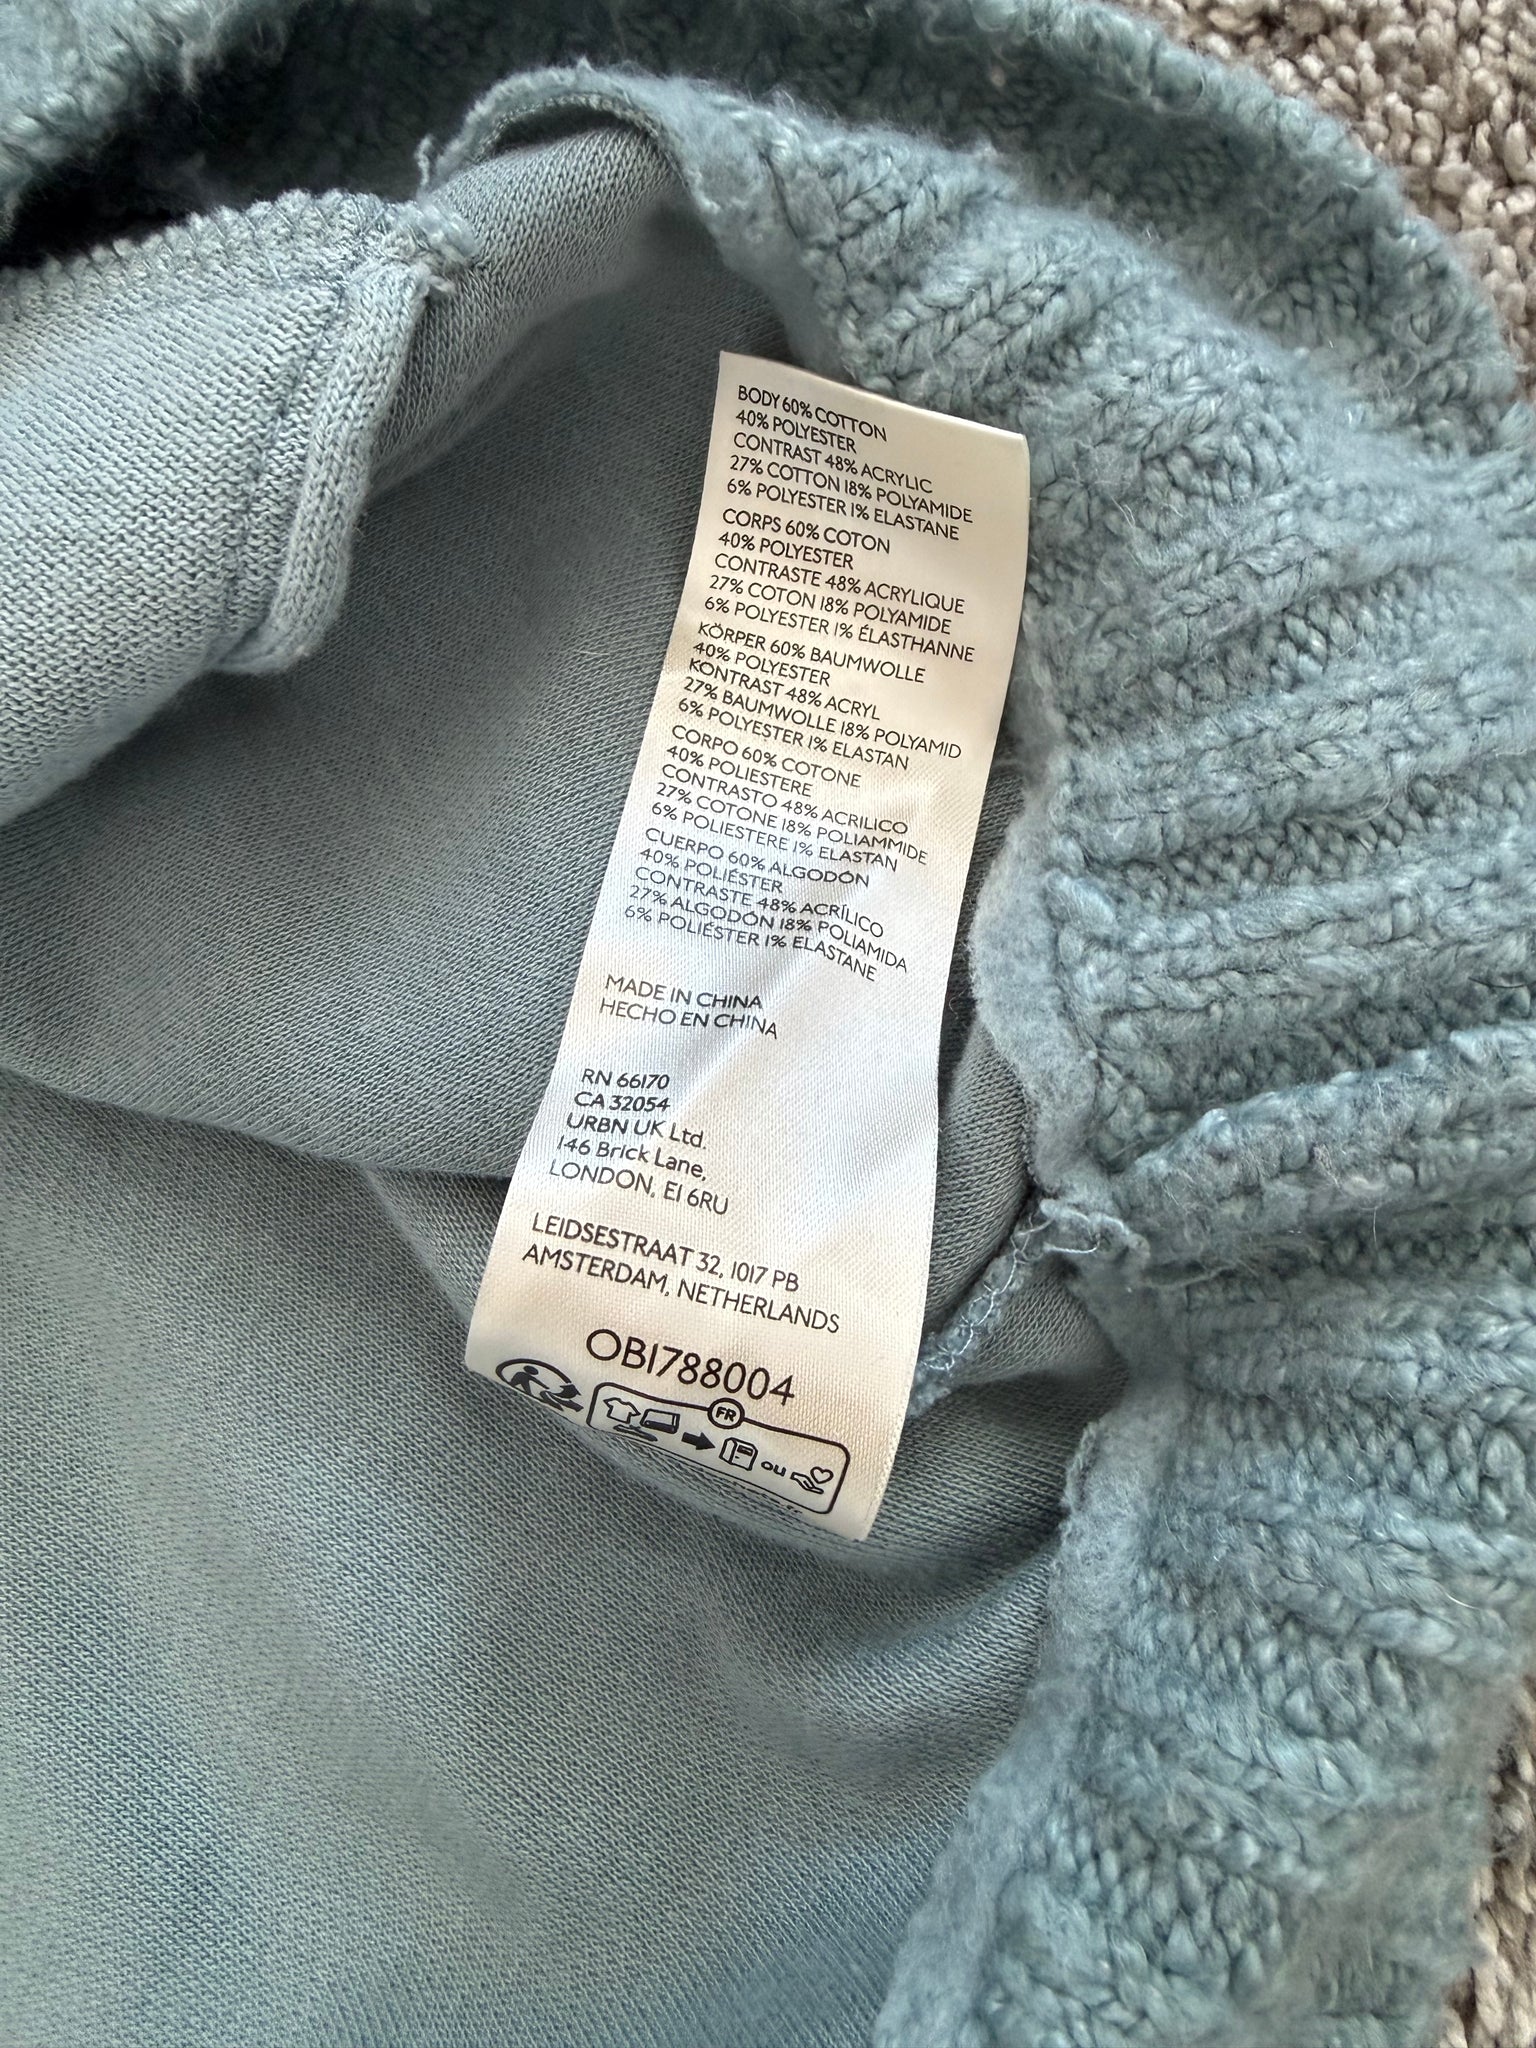 BODY 60% COTTON
40% POLYESTER
CONTRAST 48% ACRYLIC
27% COTTON 18% POLYAMIDE
6% POLYESTER 1% ELASTANE
CORPS 60% COTON
40% POLYESTER
CONTRASTE 48% ACRYLIQUE
27% COTON 18% POLYAMIDE
6% POLYESTER 1% ÉLASTHANNE
KÖRPER 60% BAUMWOLLE
40% POLYESTER
KONTRAST 48% ACRYL
27% BAUMWOLLE 18% POLYAMID
6% POLYESTER 1% ELASTAN
CORPO 60% COTONE
40% POLIESTERE
CONTRASTO 48% ACRILICO
27% COTONE 18% POLIAMMIDE
6% POLIESTERE 1% ELASTAN
CUERPO 60% ALGODÓN
40% POLIÉSTER
CONTRASTE 48% ACRÍLICO
27% ALGODÓN 18% POLIAMIDA
6% POLIÉSTER 1% ELASTANE
MADE IN CHINA
HECHO EN CHINA
RN 66170
CA 32054
URBN UK Ltd.
146 Brick Lane,
LONDON, E1 6RU
LEIDSESTRAAT 32, 1017 PB
AMSTERDAM, NETHERLANDS
OB1788004
FR
ou